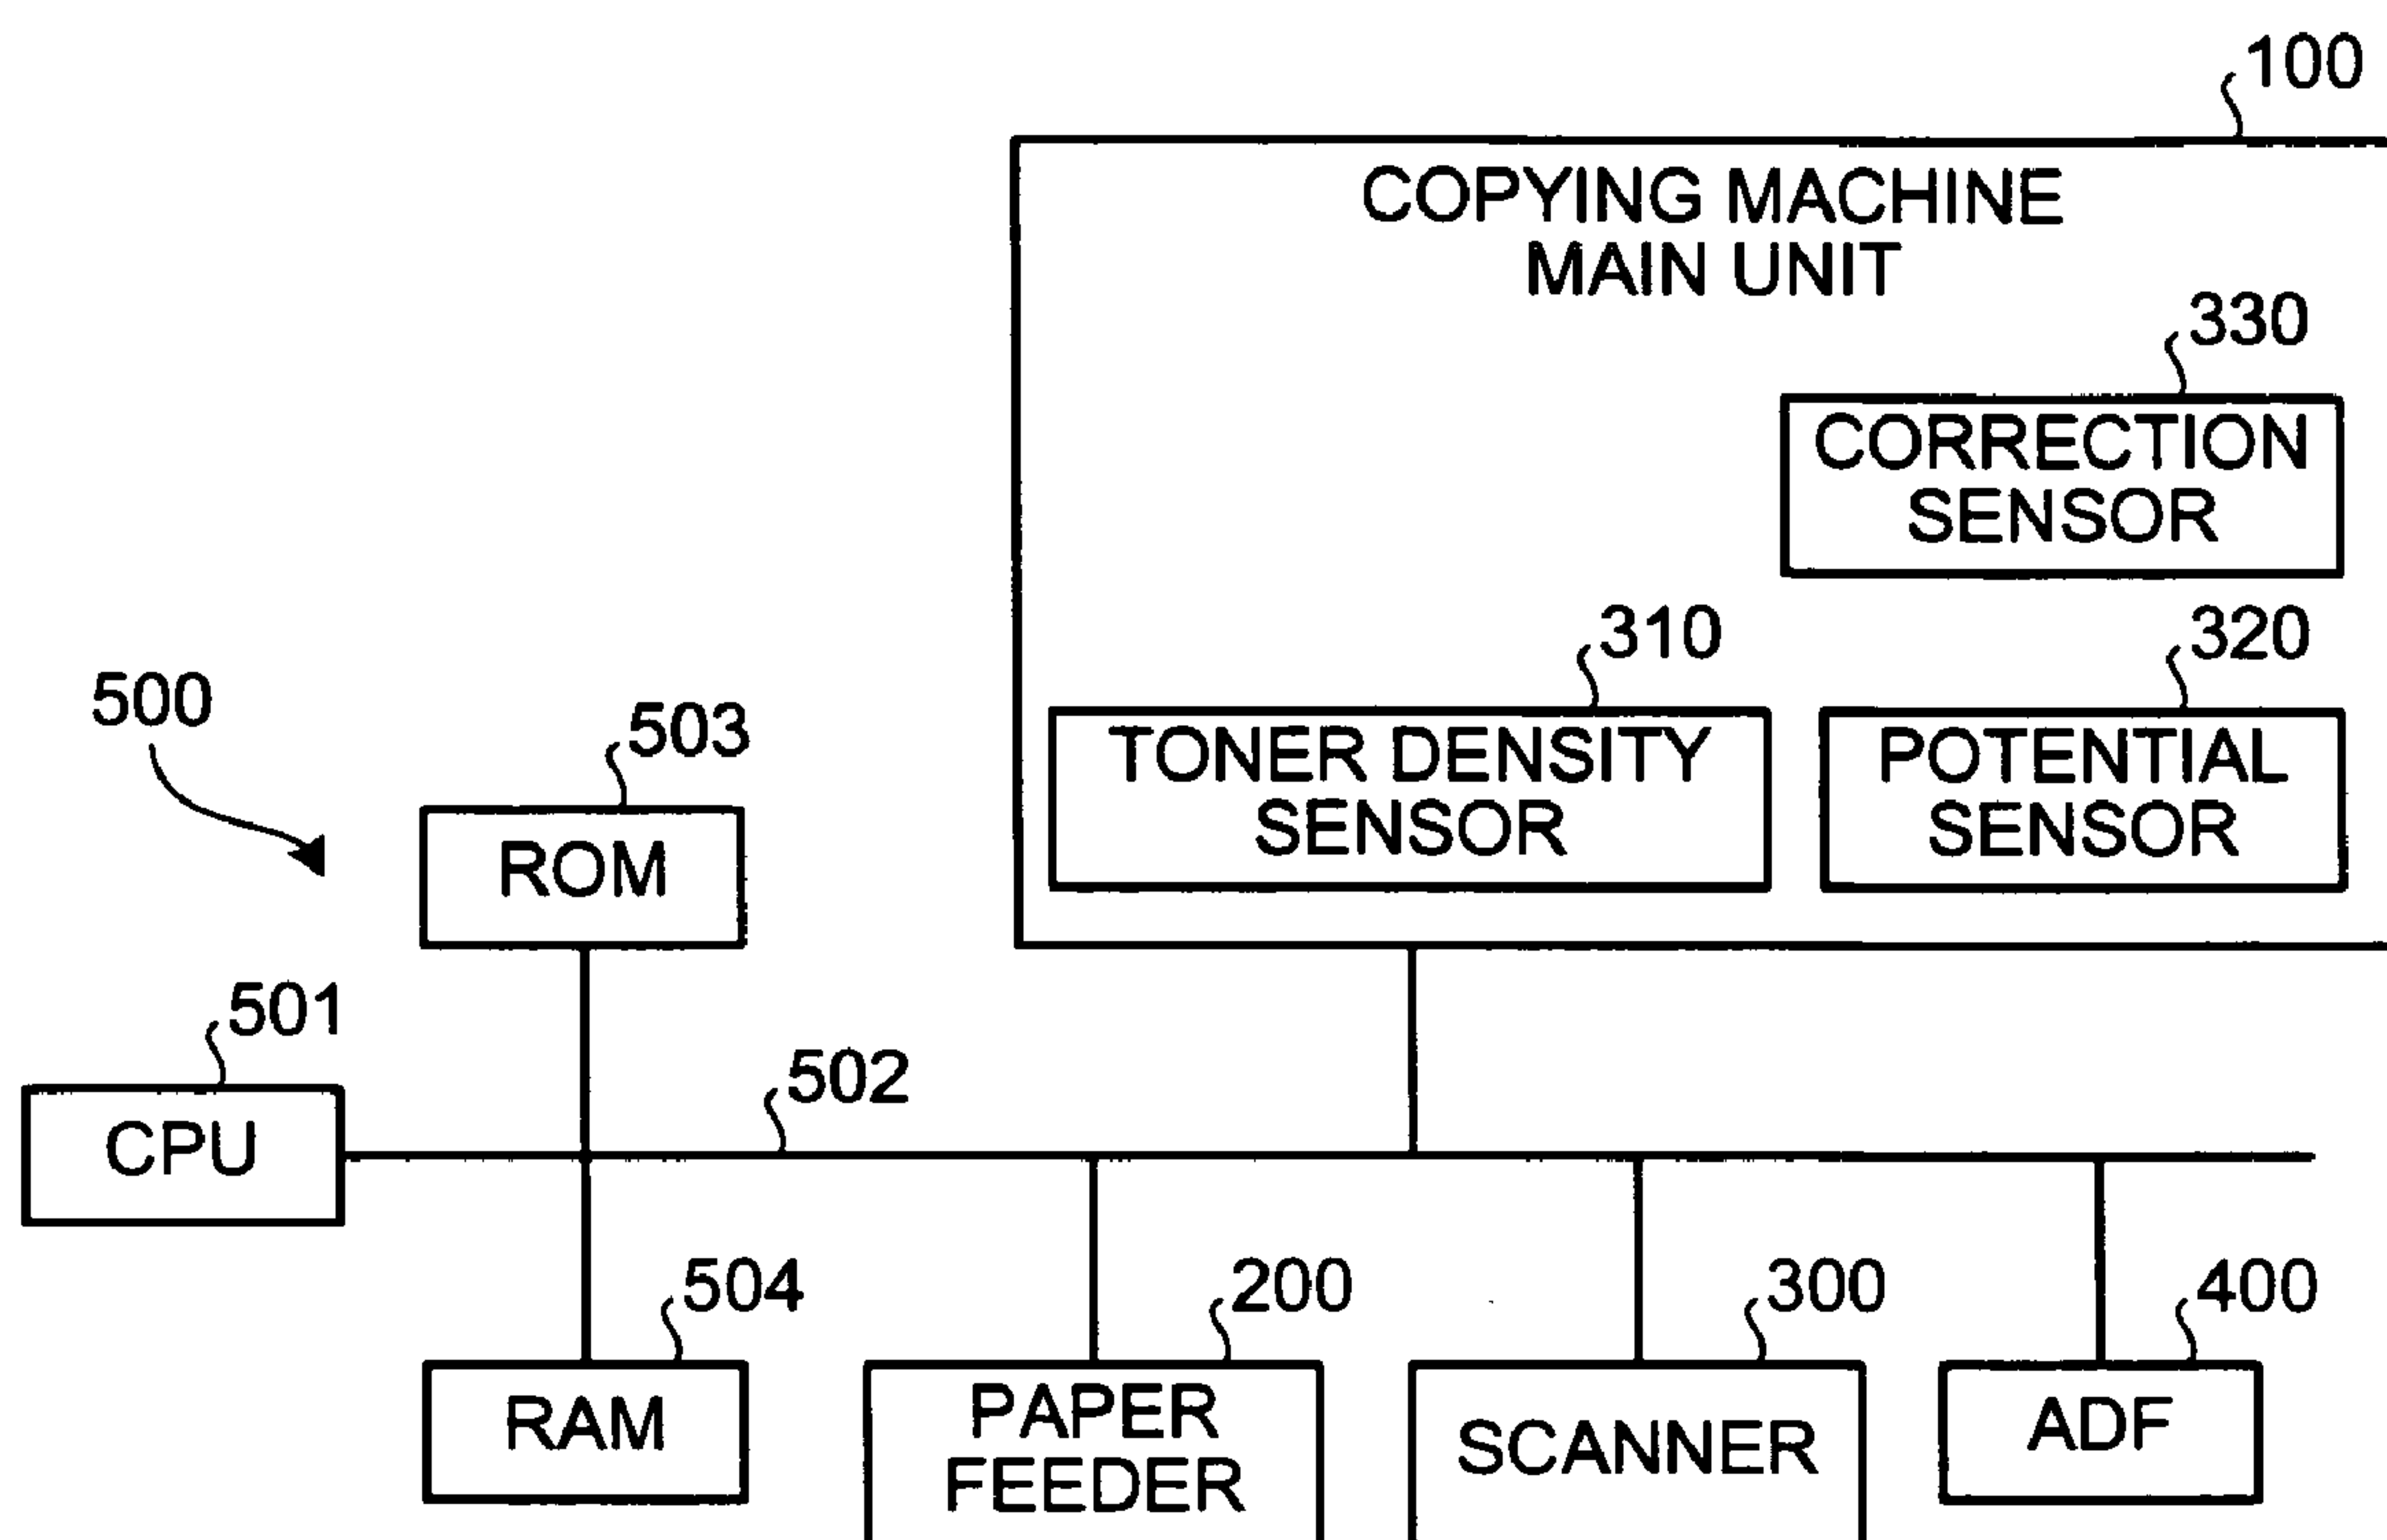 100
COPYING MACHINE
MAIN UNIT
330
CORRECTION
SENSOR
310
TONER DENSITY
SENSOR
320
POTENTIAL
SENSOR
500
503
ROM
501
CPU
502
504
RAM
200
PAPER
FEEDER
300
SCANNER
400
ADF